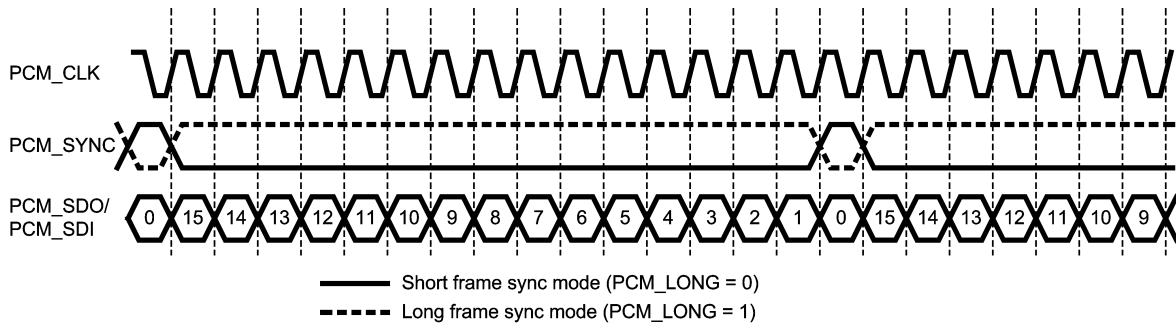 PCM_CLK
PCM_SYNC
PCM_SDO/
PCM_SDI
0 15 14 13 12 11 10 9 8 7 6 5 4 3 2 1 0 15 14 13 12 11 10 9
Short frame sync mode (PCM_LONG = 0)
Long frame sync mode (PCM_LONG = 1)